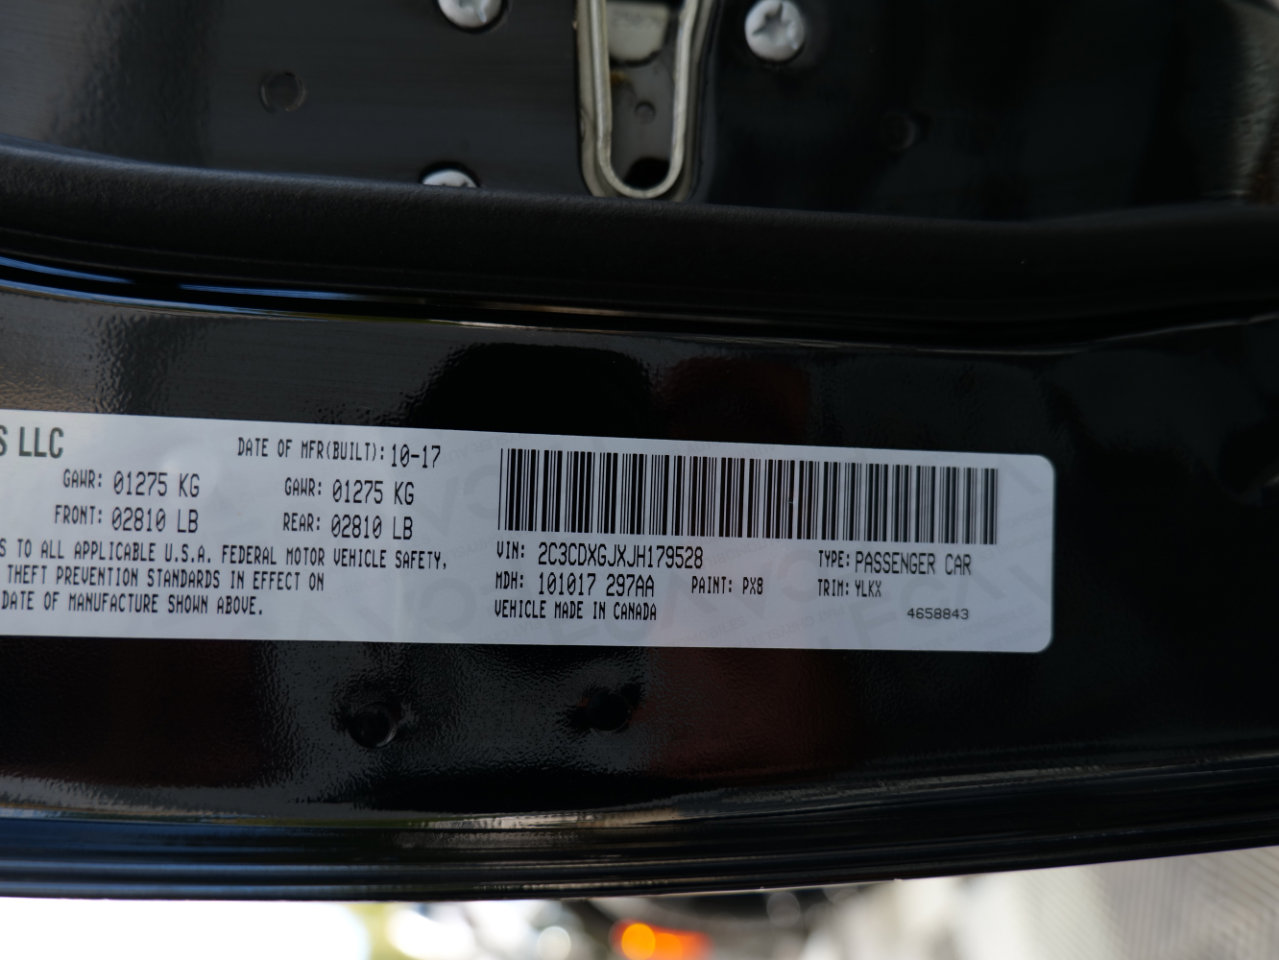 S LLC
DATE OF MFR(BUILT): 10-17
GAWR: 01275 KG GAWR: 01275 KG
FRONT: 02810 LB REAR: 02810 LB
S TO ALL APPLICABLE U.S.A. FEDERAL MOTOR VEHICLE SAFETY,
THEFT PREVENTION STANDARDS IN EFFECT ON
DATE OF MANUFACTURE SHOWN ABOVE.
VIN: 2C3CDXGJXJH179528 TYPE: PASSENGER CAR
MDH: 101017 297AA PAINT: PX8 TRIM: YLKX
VEHICLE MADE IN CANADA 4658843